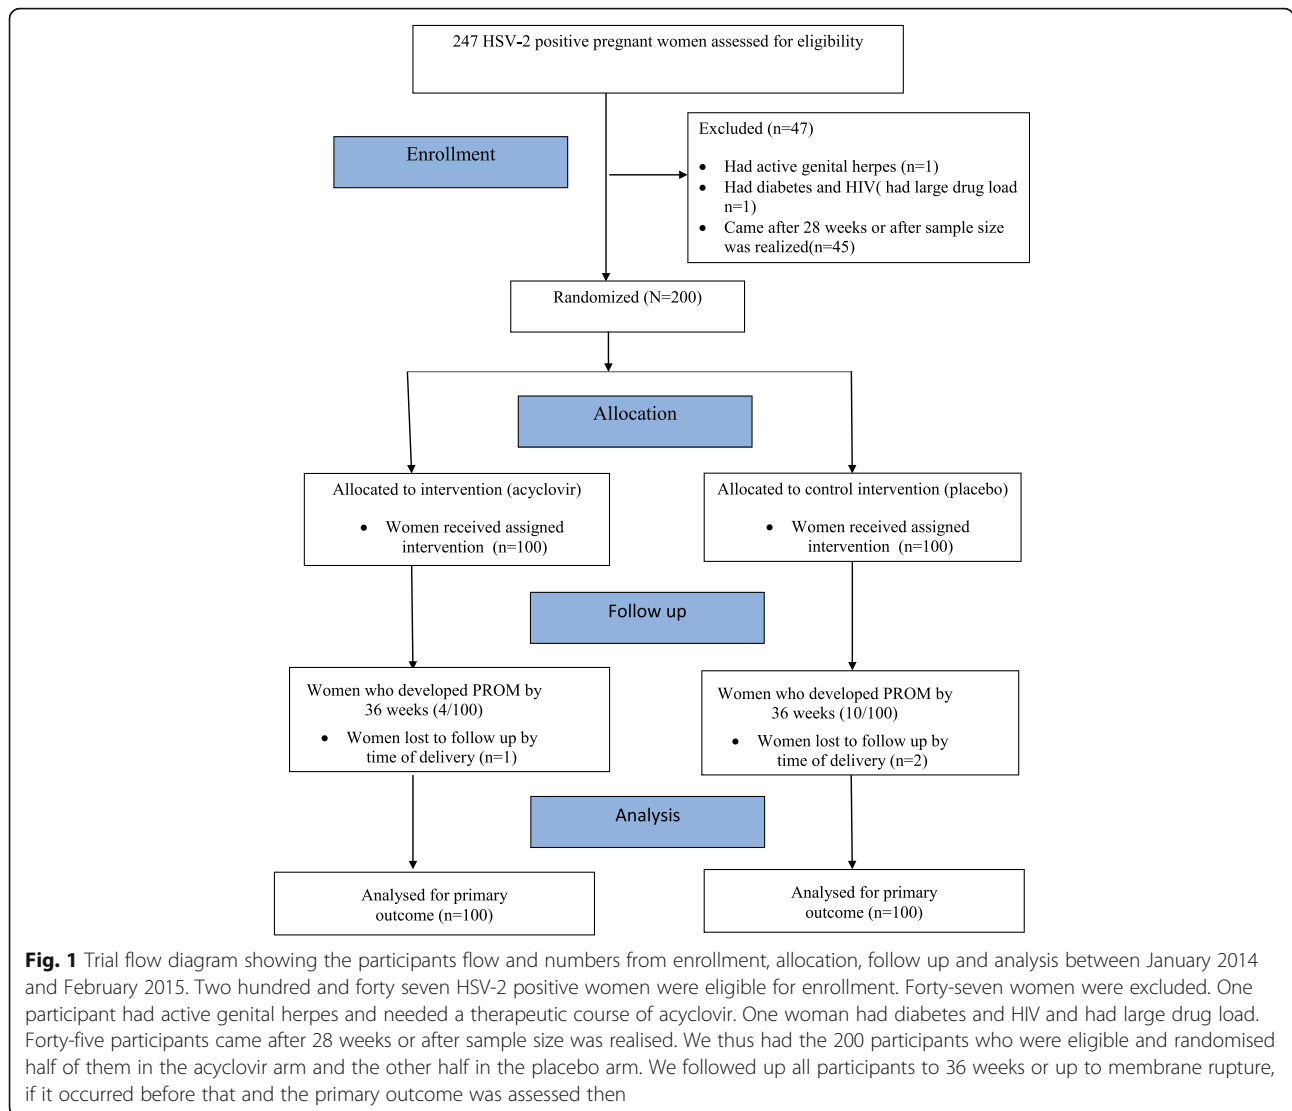 247 HSV-2 positive pregnant women assessed for eligibility
Enrollment
Excluded (n=47)
• Had active genital herpes (n=1)
• Had diabetes and HIV( had large drug load
n=1)
• Came after 28 weeks or after sample size
was realized(n=45)
Randomized (N=200)
Allocation
Allocated to intervention (acyclovir)
• Women received assigned
intervention (n=100)
Allocated to control intervention (placebo)
• Women received assigned
intervention (n=100)
Follow up
Women who developed PROM by
36 weeks (4/100)
• Women lost to follow up by
time of delivery (n=1)
Women who developed PROM by
36 weeks (10/100)
• Women lost to follow up by
time of delivery (n=2)
Analysis
Analysed for primary
outcome (n=100)
Analysed for primary
outcome (n=100)
Fig. 1 Trial flow diagram showing the participants flow and numbers from enrollment, allocation, follow up and analysis between January 2014
and February 2015. Two hundred and forty seven HSV-2 positive women were eligible for enrollment. Forty-seven women were excluded. One
participant had active genital herpes and needed a therapeutic course of acyclovir. One woman had diabetes and HIV and had large drug load.
Forty-five participants came after 28 weeks or after sample size was realised. We thus had the 200 participants who were eligible and randomised
half of them in the acyclovir arm and the other half in the placebo arm. We followed up all participants to 36 weeks or up to membrane rupture,
if it occurred before that and the primary outcome was assessed then